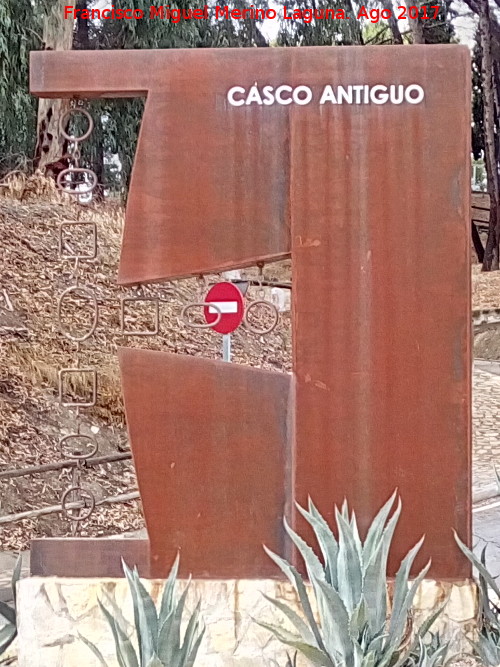 Francisco Miguel Merino Laguna. Ago 2017
CASCO ANTIGUO